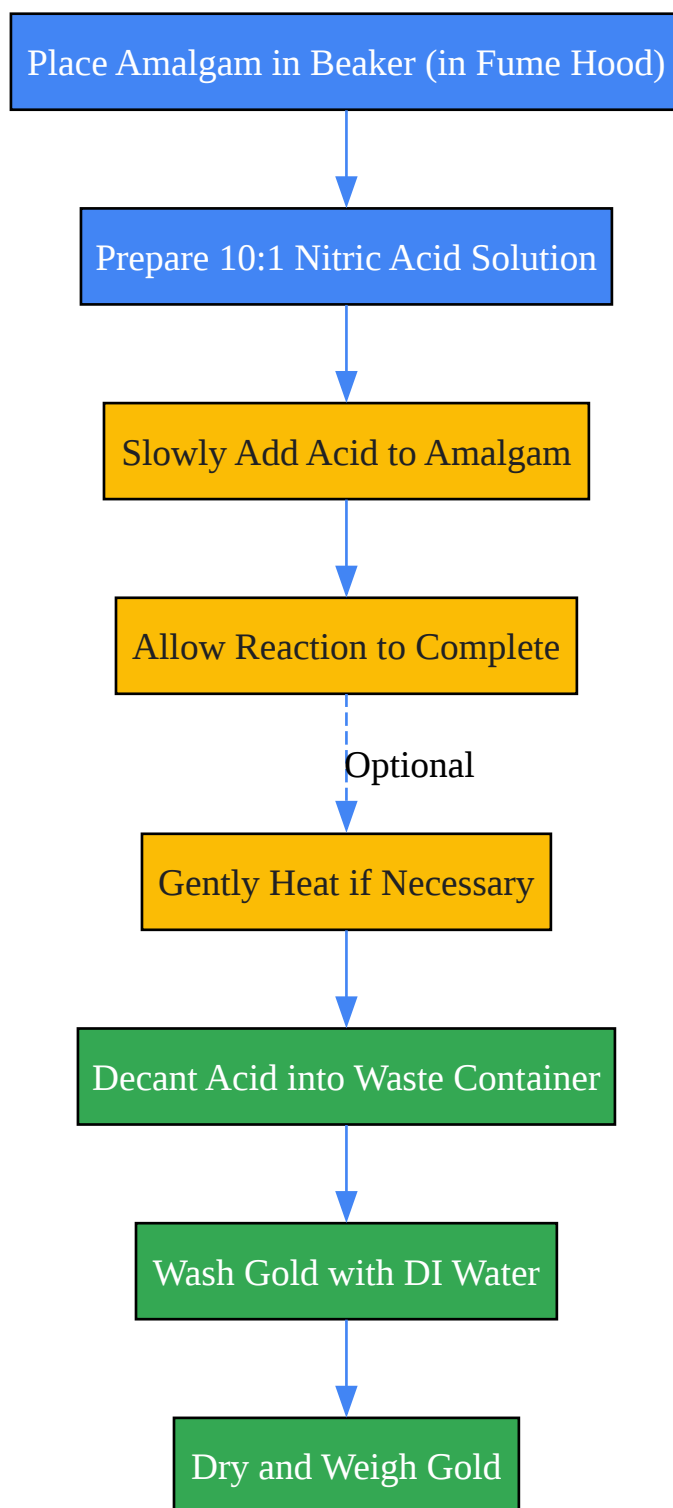 Place Amalgam in Beaker (in Fume Hood)
Prepare 10:1 Nitric Acid Solution
Slowly Add Acid to Amalgam
Allow Reaction to Complete
Optional
Gently Heat if Necessary
Decant Acid into Waste Container
Wash Gold with DI Water
Dry and Weigh Gold